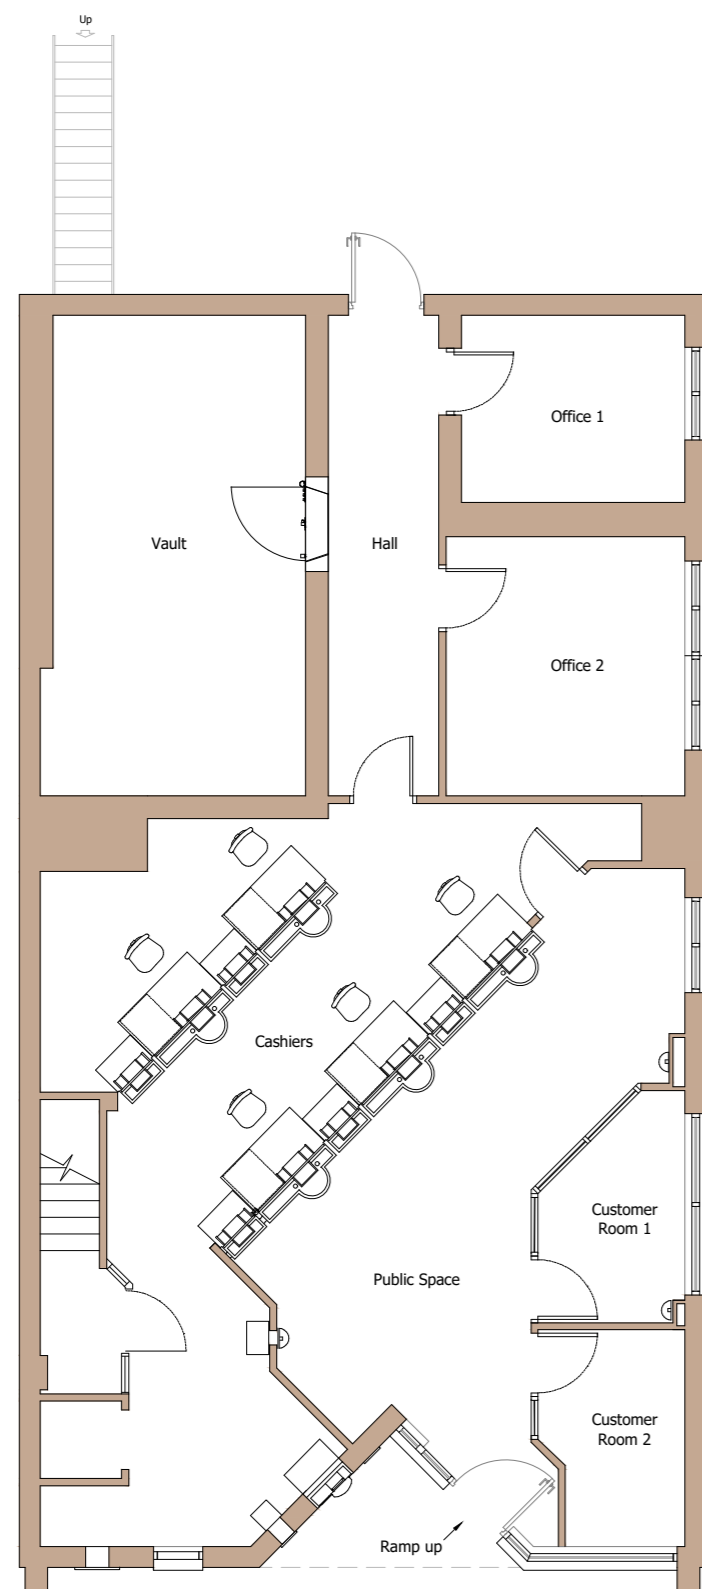 Up
Office 1
Vault
Hall
Office 2
Cashiers
Customer
Room 1
Public Space
Customer
Room 2
Ramp up